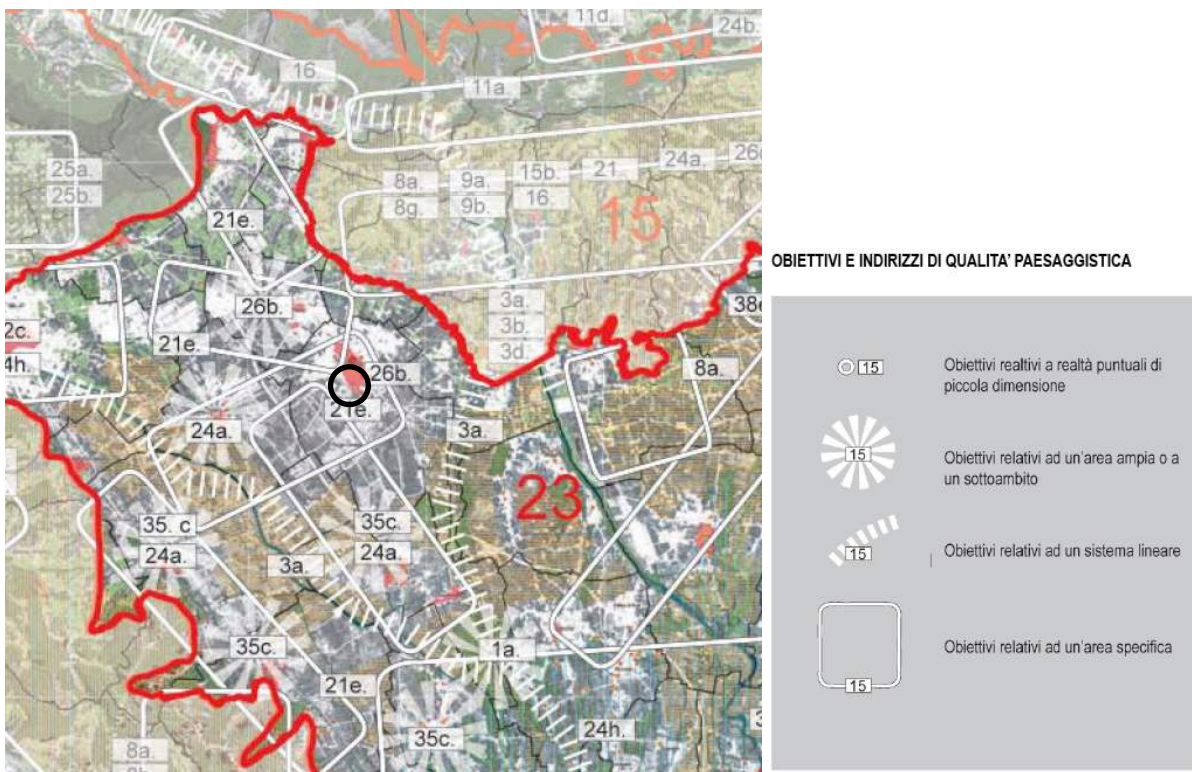 11d.
24b.
16.
11a.
25a.
25b.
8a.
9a.
15b.
21
24a.
8g.
9b.
16.
15
21e.
26b.
3a.
3b.
3d.
2c.
4h.
21e.
26b.
21e.
8a.
24a.
3a.
23
35. c
24a.
35c.
24a.
3a.
35c.
1a.
21e.
35c.
24h.
8a.
OBIETTIVI E INDIRIZZI DI QUALITA' PAESAGGISTICA
15
Obiettivi realtivi a realtà puntuali di
piccola dimensione
15
Obiettivi relativi ad un'area ampia o a
un sottoambito
15
Obiettivi relativi ad un sistema lineare
15
Obiettivi relativi ad un'area specifica